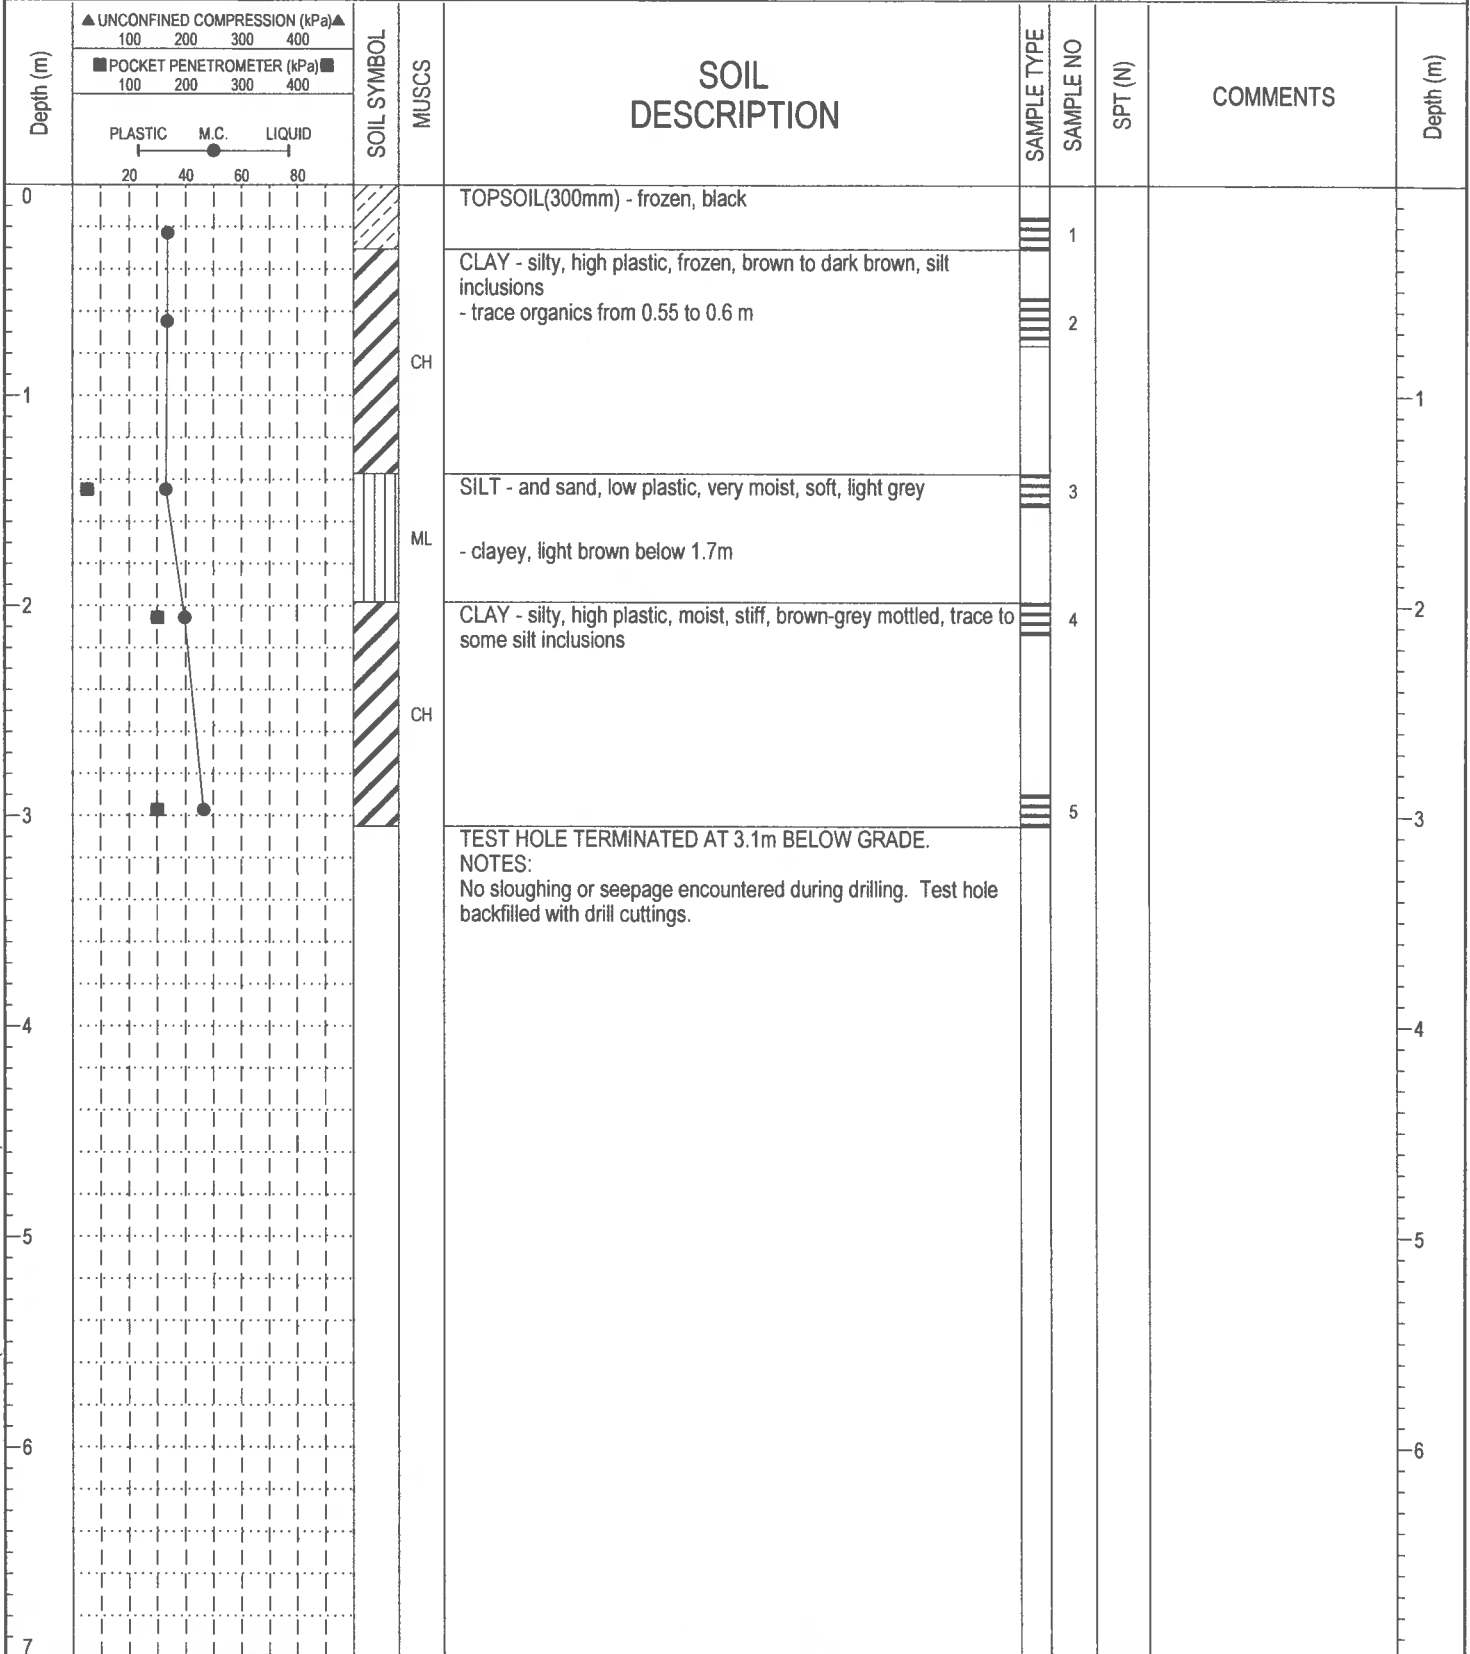 ▲ UNCONFINED COMPRESSION (kPa) ▲
100 200 300 400
■ POCKET PENETROMETER (kPa) ■
100 200 300 400
PLASTIC M.C. LIQUID
20 40 60 80
Depth (m)
SOIL SYMBOL
MUSCS
SOIL
DESCRIPTION
SAMPLE TYPE
SAMPLE NO
SPT (N)
COMMENTS
Depth (m)
0
TOPSOIL(300mm) - frozen, black
1
CLAY - silty, high plastic, frozen, brown to dark brown, silt
inclusions
- trace organics from 0.55 to 0.6 m
2
CH
1
1
SILT - and sand, low plastic, very moist, soft, light grey
3
ML
- clayey, light brown below 1.7m
2
CLAY - silty, high plastic, moist, stiff, brown-grey mottled, trace to
some silt inclusions
4
2
CH
3
5
3
TEST HOLE TERMINATED AT 3.1m BELOW GRADE.
NOTES:
No sloughing or seepage encountered during drilling. Test hole
backfilled with drill cuttings.
4
4
5
5
6
6
7